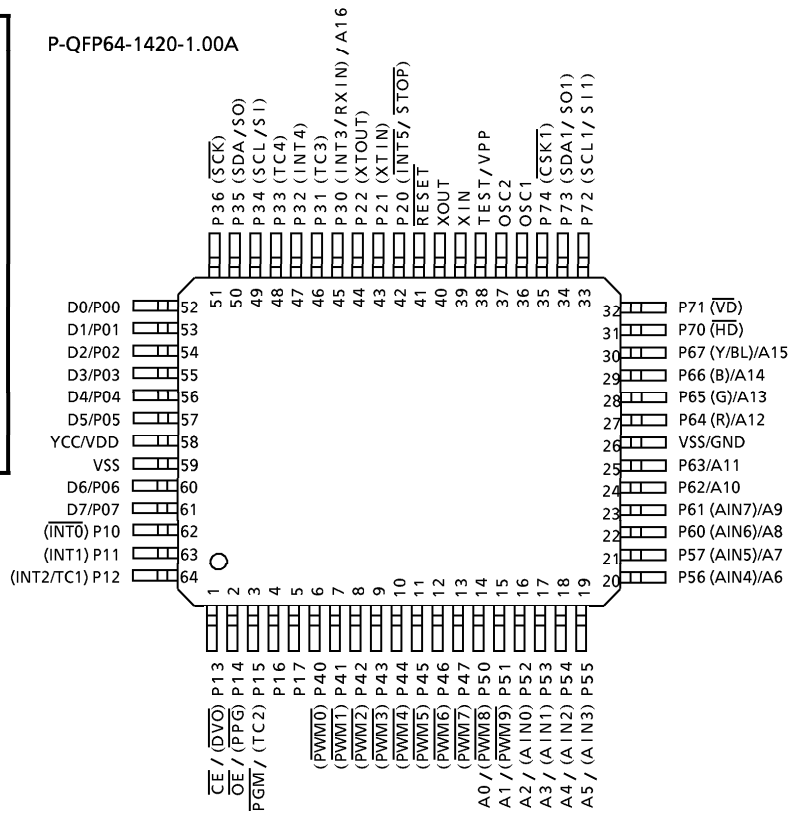 P-QFP64-1420-1.00A
P36 (SCK)
P35 (SDA/SO)
P34 (SCL/SI)
P33 (TC4)
P32 (INT4)
P31 (TC3)
P30 (INT3/RXIN)/A16
P22 (XTOUT)
P21 (XTIN)
P20 (INT5/STOP)
RESET
XOUT
XIN
TEST/VPP
OSC2
OSC1
P74 (CSK1)
P73 (SDA1/SO1)
P72 (SCL1/SI1)
51 50 49 48 47 46 45 44 43 42 41 40 39 38 37 36 35 34 33
D0/P00 52
D1/P01 53
D2/P02 54
D3/P03 55
D4/P04 56
D5/P05 57
YCC/VDD 58
VSS 59
D6/P06 60
D7/P07 61
(INT0) P10 62
(INT1) P11 63
(INT2/TC1) P12 64
32 P71 (VD)
31 P70 (HD)
30 P67 (Y/BL)/A15
29 P66 (B)/A14
28 P65 (G)/A13
27 P64 (R)/A12
26 VSS/GND
25 P63/A11
24 P62/A10
23 P61 (AIN7)/A9
22 P60 (AIN6)/A8
21 P57 (AIN5)/A7
20 P56 (AIN4)/A6
1 2 3 4 5 6 7 8 9 10 11 12 13 14 15 16 17 18 19
CE/(DVO) P13
OE/(PPG) P14
PGM/(TC2) P15
P16
P17
(PWM0) P40
(PWM1) P41
(PWM2) P42
(PWM3) P43
(PWM4) P44
(PWM5) P45
(PWM6) P46
(PWM7) P47
A0/(PWM8) P50
A1/(PWM9) P51
A2/(AIN0) P52
A3/(AIN1) P53
A4/(AIN2) P54
A5/(AIN3) P55